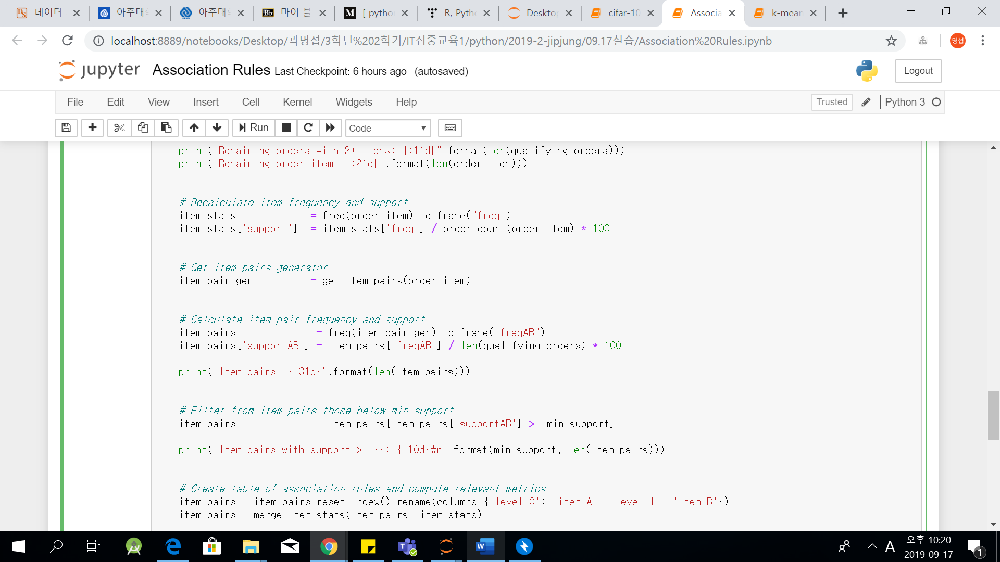 데이터
아주대
아주대
Bb 마이 블
M [ pytho
R, Pyth
Deskto
cifar-10
Associa
k-mean
localhost:8889/notebooks/Desktop/곽명섭/3학년%202학기/IT집중교육1/python/2019-2-jipjung/09.17실습/Association%20Rules.ipynb
명섭
jupyter Association Rules Last Checkpoint: 6 hours ago (autosaved)
Logout
File Edit View Insert Cell Kernel Widgets Help
Trusted Python 3
Run Code
print("Remaining orders with 2+ items: {:11d}".format(len(qualifying_orders)))
print("Remaining order_item: {:21d}".format(len(order_item)))
# Recalculate item frequency and support
item_stats = freq(order_item).to_frame("freq")
item_stats['support'] = item_stats['freq'] / order_count(order_item) * 100
# Get item pairs generator
item_pair_gen = get_item_pairs(order_item)
# Calculate item pair frequency and support
item_pairs = freq(item_pair_gen).to_frame("freqAB")
item_pairs['supportAB'] = item_pairs['freqAB'] / len(qualifying_orders) * 100
print("Item pairs: {:31d}".format(len(item_pairs)))
# Filter from item_pairs those below min support
item_pairs = item_pairs[item_pairs['supportAB'] >= min_support]
print("Item pairs with support >= {}: {:10d}₩n".format(min_support, len(item_pairs)))
# Create table of association rules and compute relevant metrics
item_pairs = item_pairs.reset_index().rename(columns={'level_0': 'item_A', 'level_1': 'item_B'})
item_pairs = merge_item_stats(item_pairs, item_stats)
A
오후 10:20
2019-09-17
1